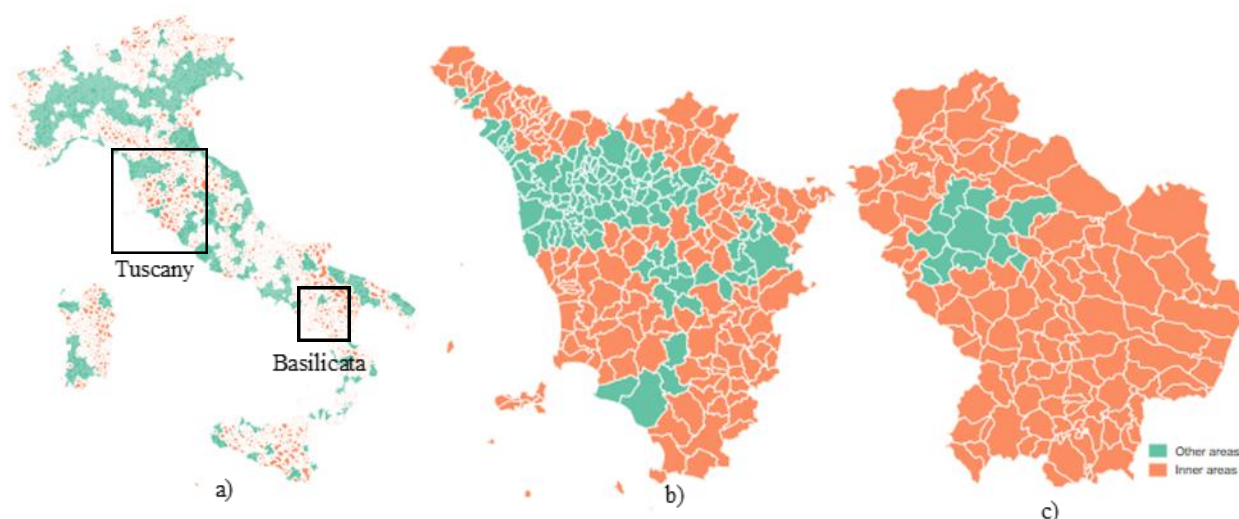 Tuscany
Basilicata
a)
b)
c)
Other areas
Inner areas